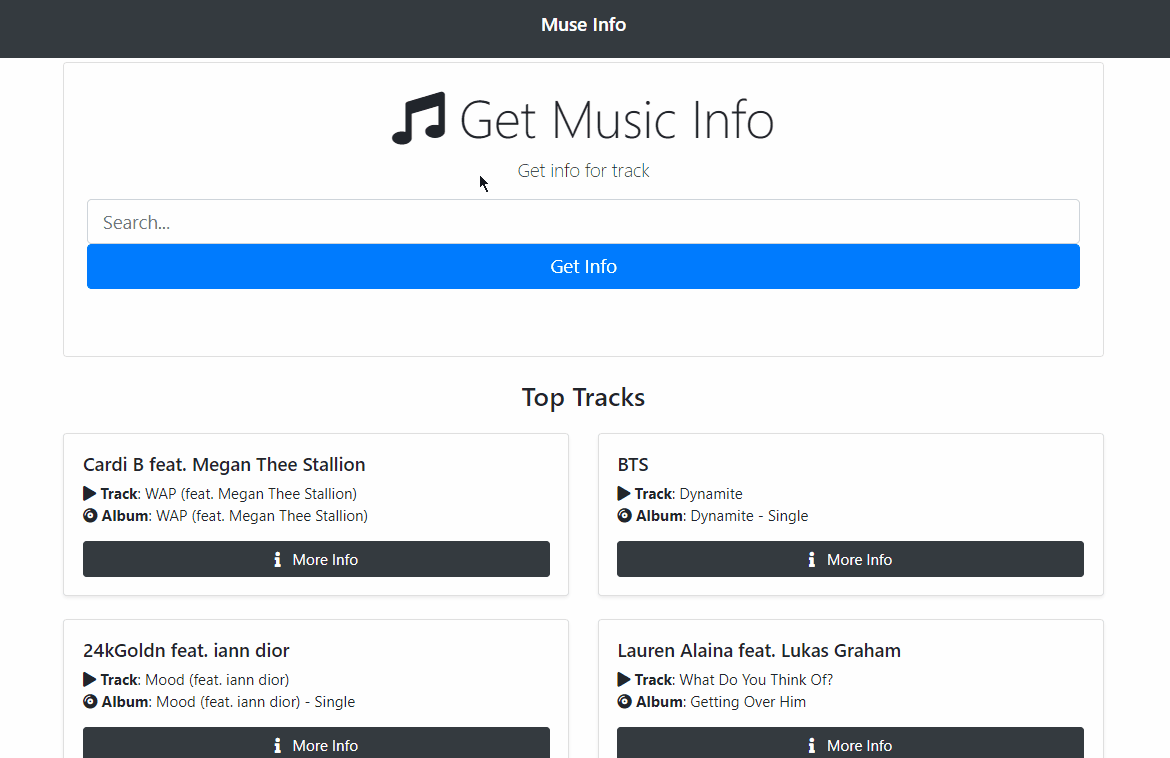 Muse Info
Get Music Info
Get info for track
Search...
Get Info
Top Tracks
Cardi B feat. Megan Thee Stallion
Track: WAP (feat. Megan Thee Stallion)
Album: WAP (feat. Megan Thee Stallion)
More Info
BTS
Track: Dynamite
Album: Dynamite - Single
More Info
24kGoldn feat. iann dior
Track: Mood (feat. iann dior)
Album: Mood (feat. iann dior) - Single
More Info
Lauren Alaina feat. Lukas Graham
Track: What Do You Think Of?
Album: Getting Over Him
More Info